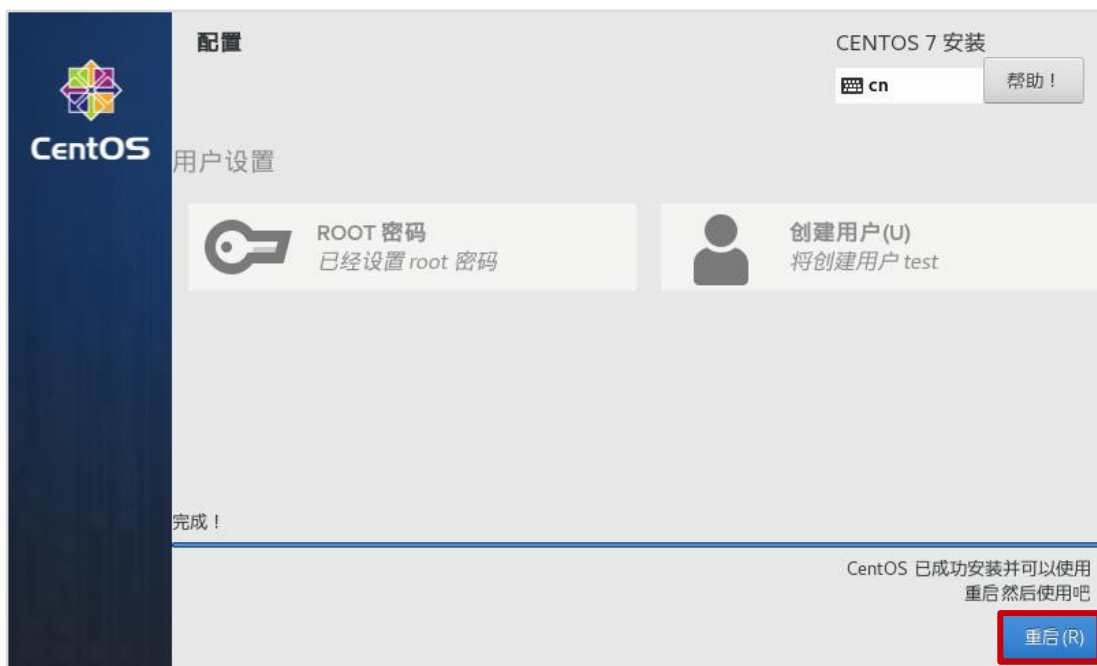 配置
CENTOS 7 安装
cn
帮助！
CentOS
用户设置
ROOT 密码
已经设置 root 密码
创建用户(U)
将创建用户 test
完成！
CentOS 已成功安装并可以使用
重启然后使用吧
重启(R)